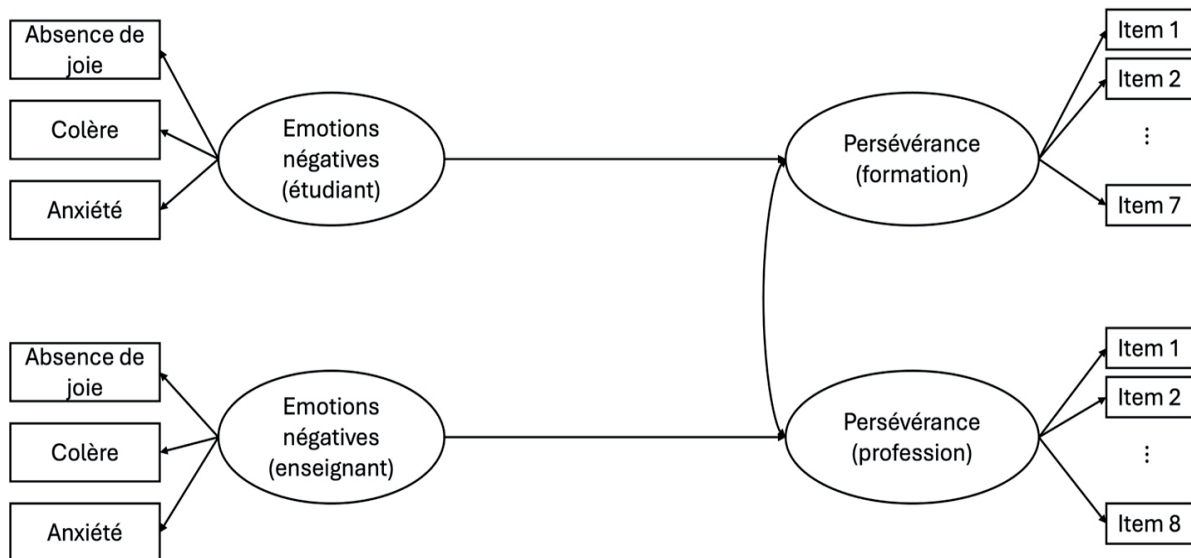 Absence de
joie
Colère
Anxiété
Emotions
négatives
(étudiant)
Persévérance
(formation)
Item 1
Item 2
⋮
Item 7
Absence de
joie
Colère
Anxiété
Emotions
négatives
(enseignant)
Persévérance
(profession)
Item 1
Item 2
⋮
Item 8